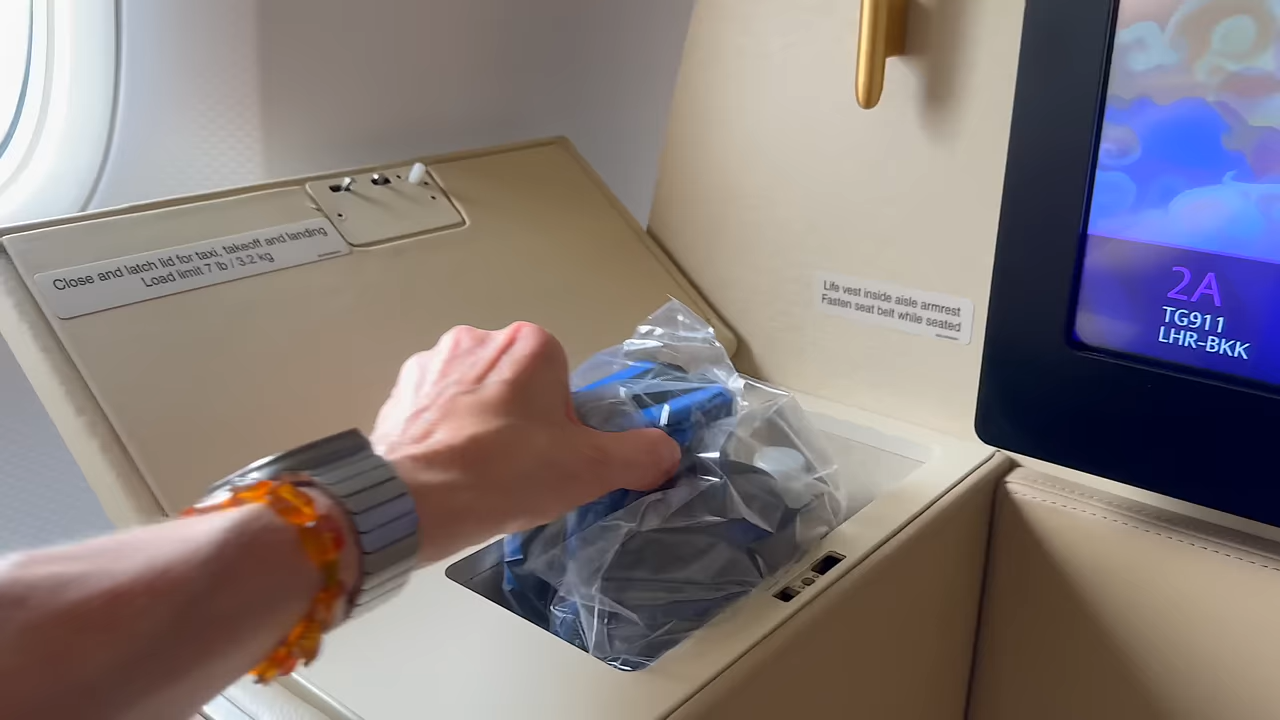 Close and latch lid for taxi, takeoff and landing
Load limit 7 lb / 3.2 kg
Life vest inside aisle armrest
Fasten seat belt while seated
2A
TG911
LHR-BKK